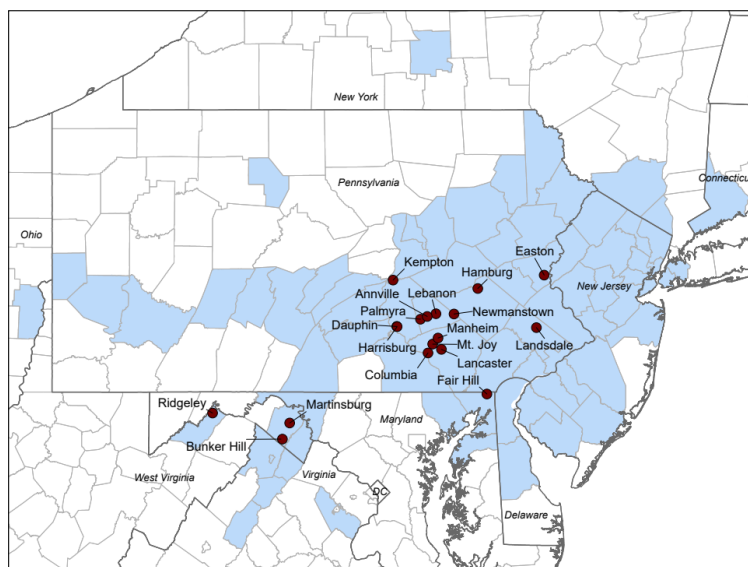 New York
Connecticut
Pennsylvania
Ohio
Easton
Kempton
Hamburg
New Jersey
Annville
Lebanon
Palmyra
Newmanstown
Dauphin
Manheim
Harrisburg
Mt. Joy
Landsdale
Lancaster
Columbia
Fair Hill
Ridgeley
Martinsburg
Maryland
Bunker Hill
West Virginia
Virginia
DC
Delaware